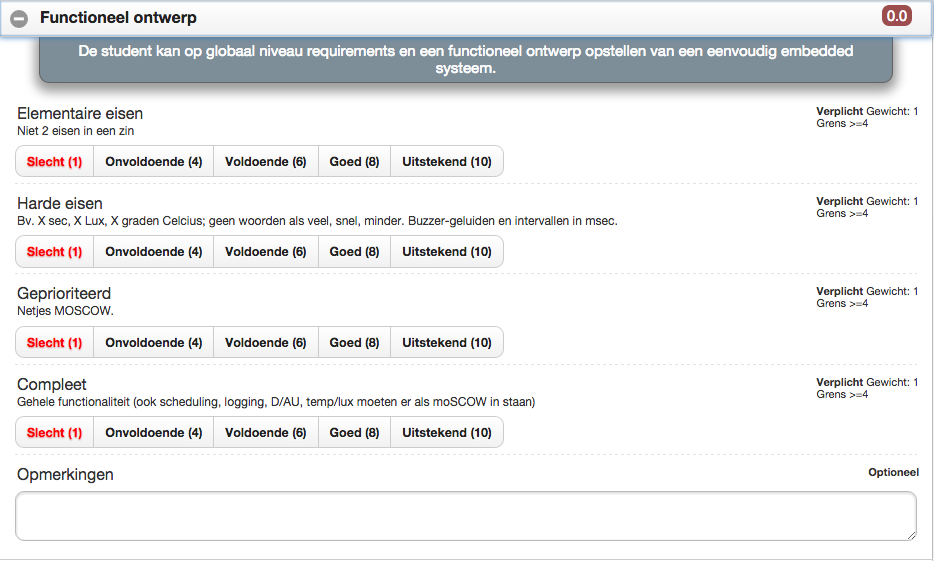 Functioneel ontwerp 0.0
De student kan op globaal niveau requirements en een functioneel ontwerp opstellen van een eenvoudig embedded
systeem.
Elementaire eisen Verplicht Gewicht: 1
Niet 2 eisen in een zin Grens >=4
Slecht (1) Onvoldoende (4) Voldoende (6) Goed (8) Uitstekend (10)
Harde eisen Verplicht Gewicht: 1
Bv. X sec, X Lux, X graden Celcius; geen woorden als veel, snel, minder. Buzzer-geluiden en intervallen in msec. Grens >=4
Slecht (1) Onvoldoende (4) Voldoende (6) Goed (8) Uitstekend (10)
Geprioriteerd Verplicht Gewicht: 1
Netjes MOSCOW. Grens >=4
Slecht (1) Onvoldoende (4) Voldoende (6) Goed (8) Uitstekend (10)
Compleet Verplicht Gewicht: 1
Gehele functionaliteit (ook scheduling, logging, D/AU, temp/lux moeten er als moSCOW in staan) Grens >=4
Slecht (1) Onvoldoende (4) Voldoende (6) Goed (8) Uitstekend (10)
Opmerkingen Optioneel